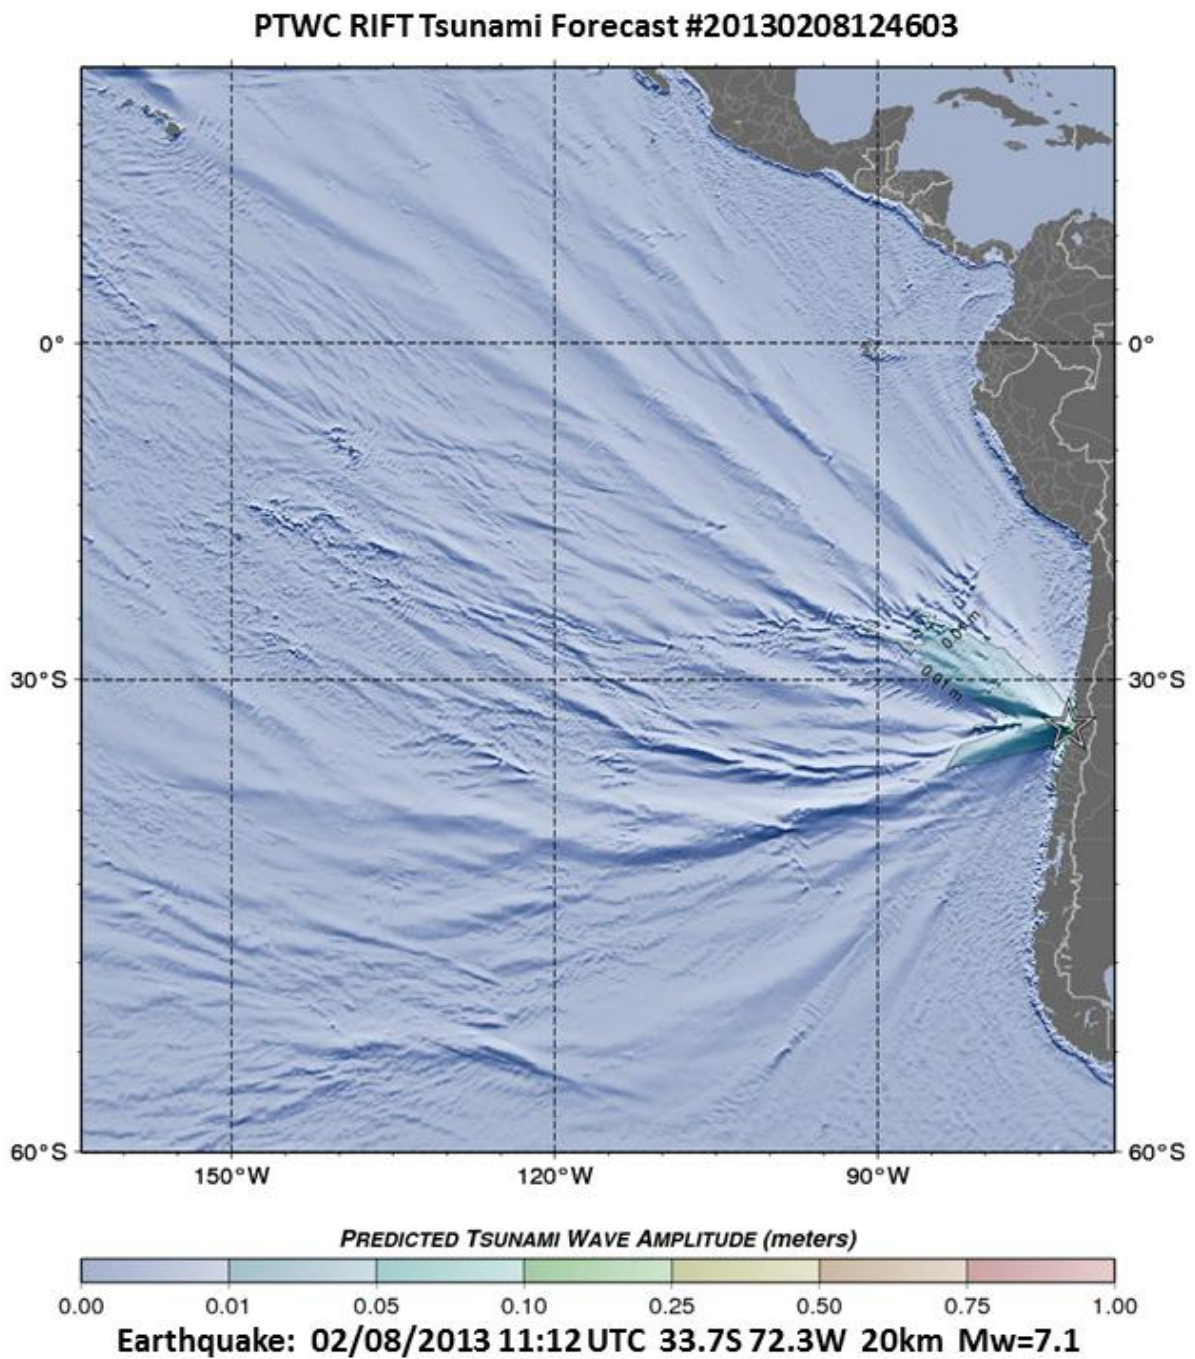 PTWC RIFT Tsunami Forecast #20130208124603
0° 0°
0.01 m
30°S 30°S
60°S 60°S
150°W 120°W 90°W
PREDICTED TSUNAMI WAVE AMPLITUDE (meters)
0.00 0.01 0.05 0.10 0.25 0.50 0.75 1.00
Earthquake: 02/08/2013 11:12 UTC 33.7S 72.3W 20km Mw=7.1